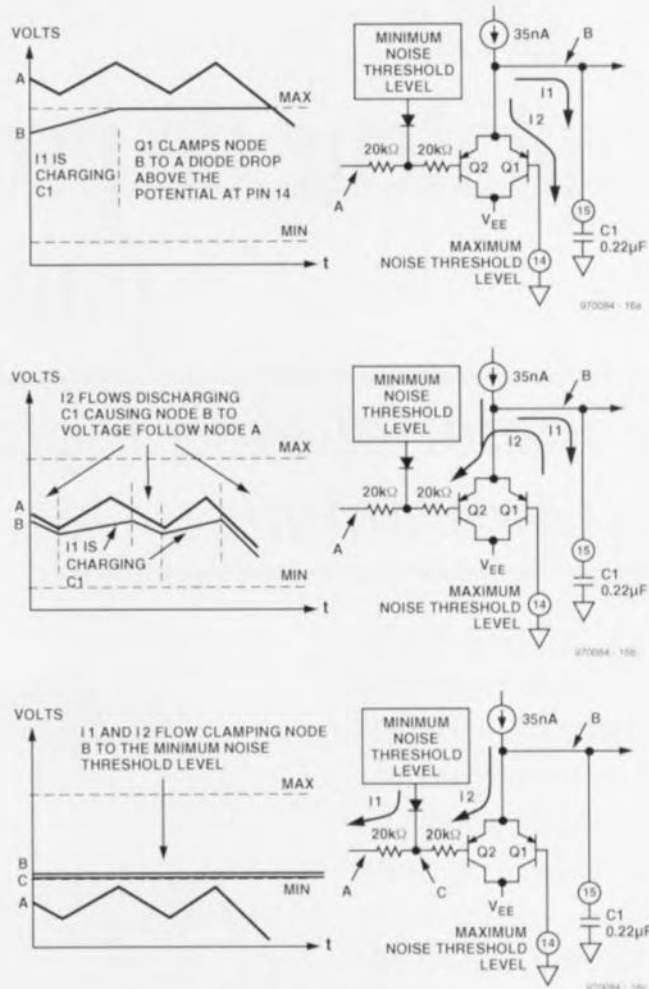 VOLTS
A
B
I1 IS
CHARGING
C1
Q1 CLAMPS NODE
B TO A DIODE DROP
ABOVE THE
POTENTIAL AT PIN 14
MAX
MIN
t
MINIMUM
NOISE
THRESHOLD
LEVEL
35nA
B
I1
I2
20kΩ
20kΩ
Q2
Q1
A
VEE
15
C1
0.22µF
MAXIMUM
NOISE THRESHOLD
LEVEL
14
970084 - 16a
VOLTS
I2 FLOWS DISCHARGING
C1 CAUSING NODE B TO
VOLTAGE FOLLOW NODE A
MAX
A
B
I1 IS
CHARGING
C1
MIN
t
MINIMUM
NOISE
THRESHOLD
LEVEL
35nA
B
I1
I2
20kΩ
20kΩ
Q2
Q1
A
VEE
15
C1
0.22µF
MAXIMUM
NOISE THRESHOLD
LEVEL
14
970084 - 16b
VOLTS
I1 AND I2 FLOW CLAMPING NODE
B TO THE MINIMUM NOISE
THRESHOLD LEVEL
MAX
B
C
A
MIN
t
MINIMUM
NOISE
THRESHOLD
LEVEL
35nA
B
I1
I2
20kΩ
20kΩ
Q2
Q1
A
C
VEE
15
C1
0.22µF
MAXIMUM
NOISE THRESHOLD
LEVEL
14
970084 - 16c